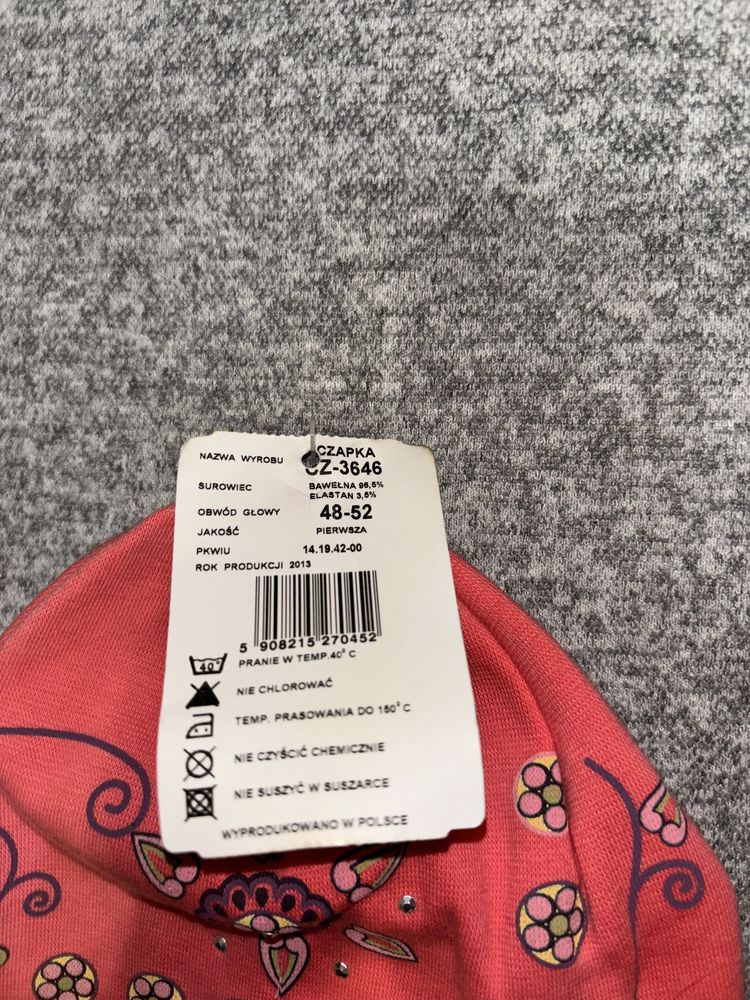 NAZWA WYROBU CZAPKA
CZ-3646
SUROWIEC BAWEŁNA 96,5%
ELASTAN 3,5%
OBWÓD GŁOWY 48-52
JAKOŚĆ PIERWSZA
PKWIU 14.19.42-00
ROK PRODUKCJI 2013
5 908215 270452
40° PRANIE W TEMP.40° C
NIE CHLOROWAĆ
TEMP. PRASOWANIA DO 150° C
NIE CZYŚCIĆ CHEMICZNIE
NIE SUSZYĆ W SUSZARCE
WYPRODUKOWANO W POLSCE